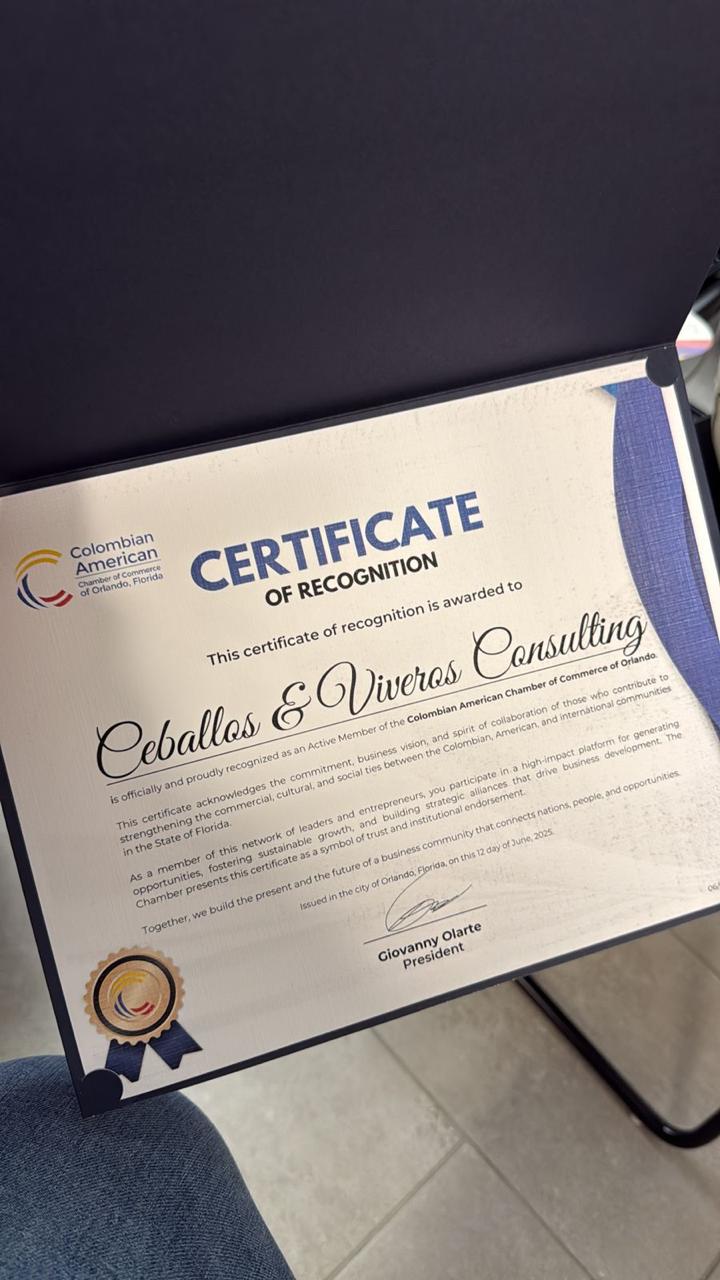 Colombian
American
Chamber of Commerce
of Orlando, Florida
CERTIFICATE
OF RECOGNITION
This certificate of recognition is awarded to
Ceballos & Viveros Consulting
is officially and proudly recognized as an Active Member of the Colombian American Chamber of Commerce of Orlando.
This certificate acknowledges the commitment, business vision, and spirit of collaboration of those who contribute to
strengthening the commercial, cultural, and social ties between the Colombian, American, and international communities
in the State of Florida.
As a member of this network of leaders and entrepreneurs, you participate in a high-impact platform for generating
opportunities, fostering sustainable growth, and building strategic alliances that drive business development. The
Chamber presents this certificate as a symbol of trust and institutional endorsement.
Together, we build the present and the future of a business community that connects nations, people, and opportunities.
Issued in the city of Orlando, Florida, on this 12 day of June, 2025.
Giovanny Olarte
President